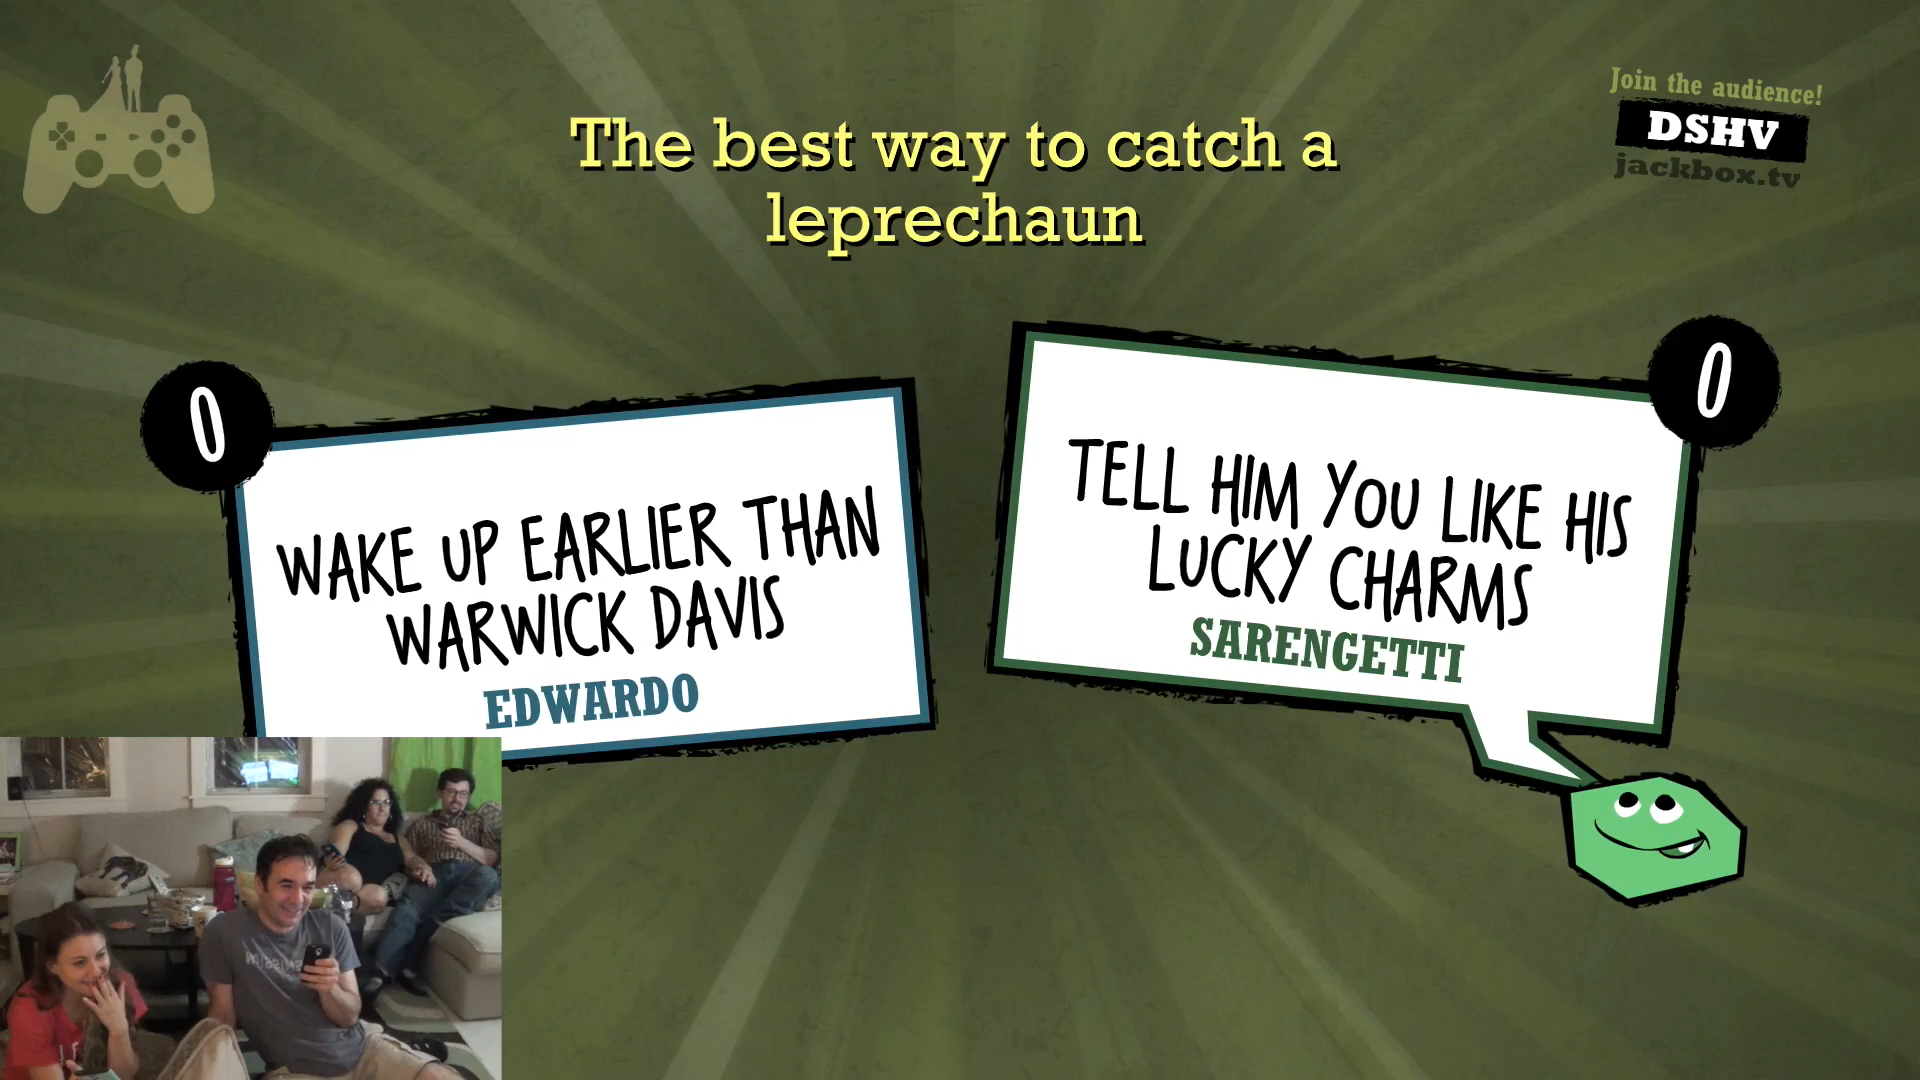 Join the audience!
DSHV
jackbox.tv
The best way to catch a
leprechaun
0
WAKE UP EARLIER THAN
WARWICK DAVIS
EDWARDO
0
TELL HIM YOU LIKE HIS
LUCKY CHARMS
SARENGETTI